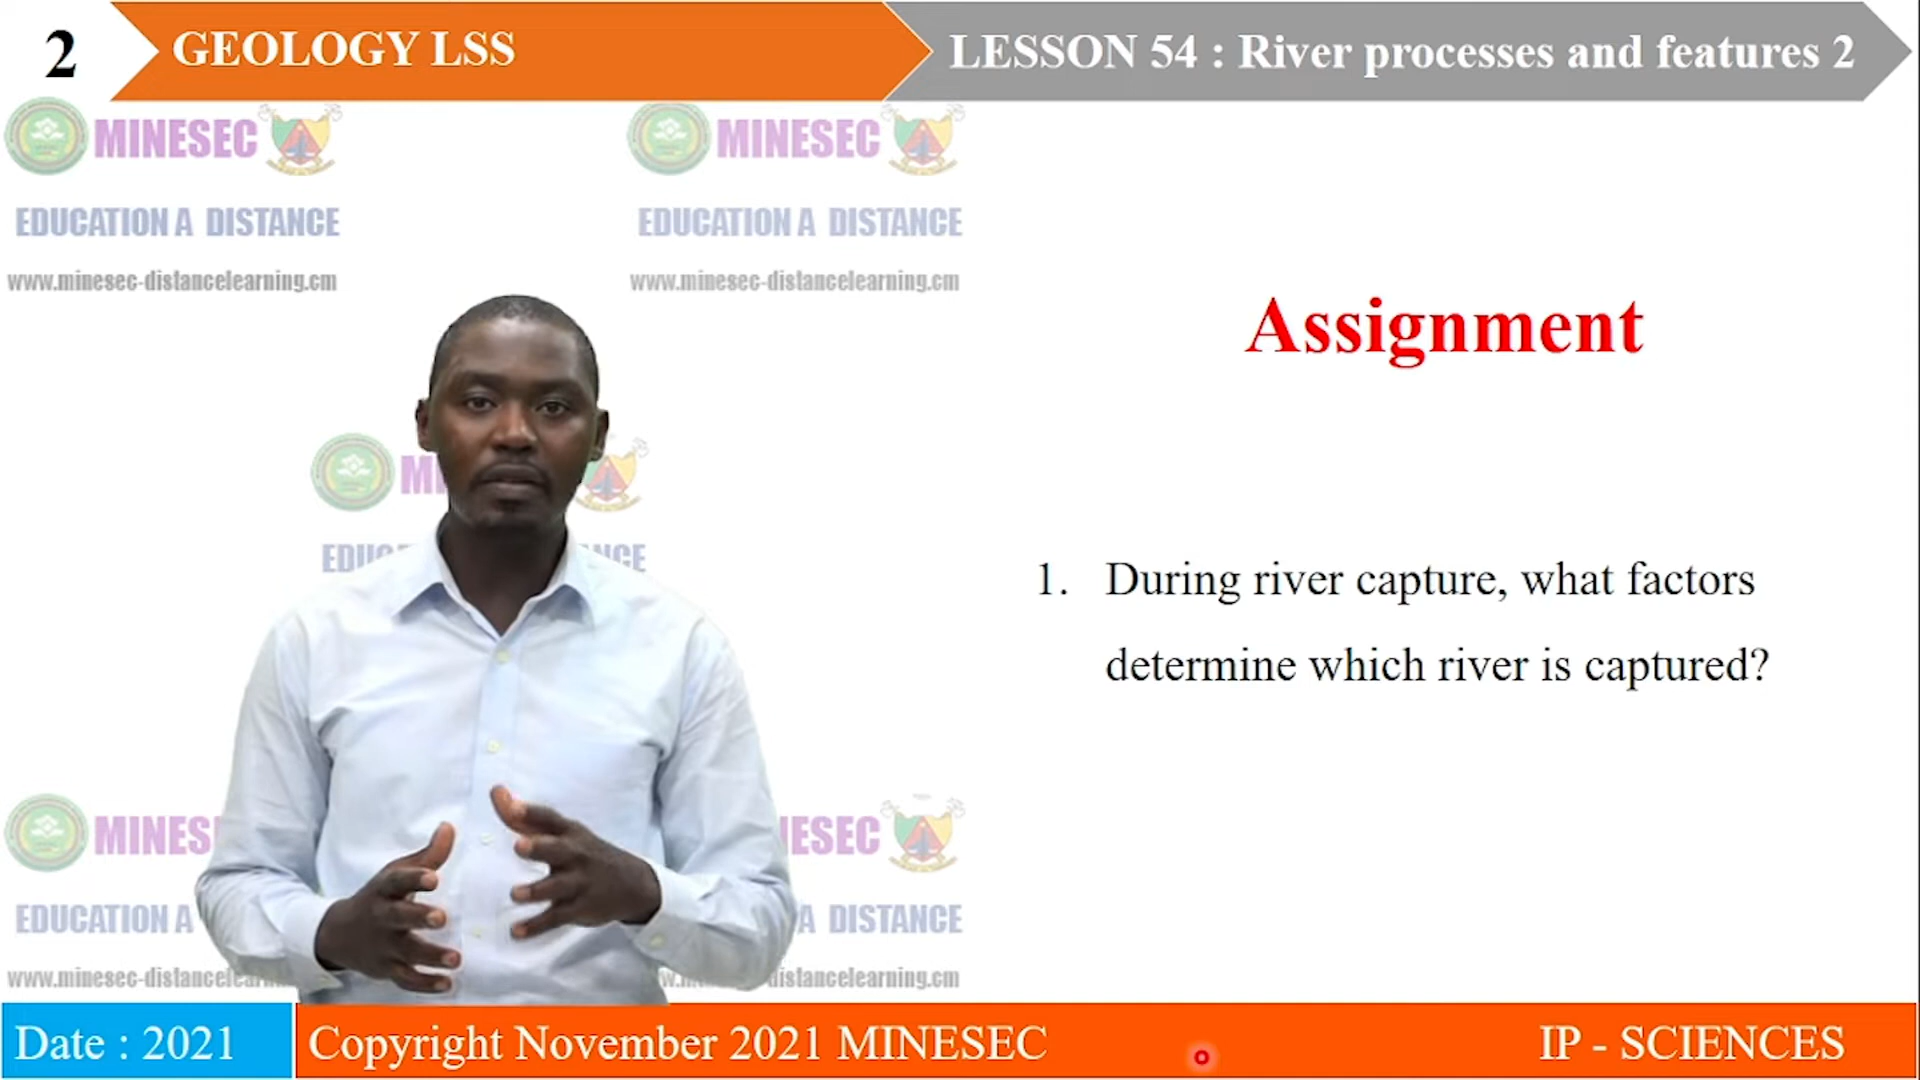 2
GEOLOGY LSS
LESSON 54 : River processes and features 2
MINESEC
MINESEC
EDUCATION A DISTANCE
EDUCATION A DISTANCE
www.minesec-distancelearning.cm
www.minesec-distancelearning.cm
Assignment
1. During river capture, what factors
determine which river is captured?
EDUCATION A
A DISTANCE
Date : 2021
Copyright November 2021 MINESEC
IP - SCIENCES